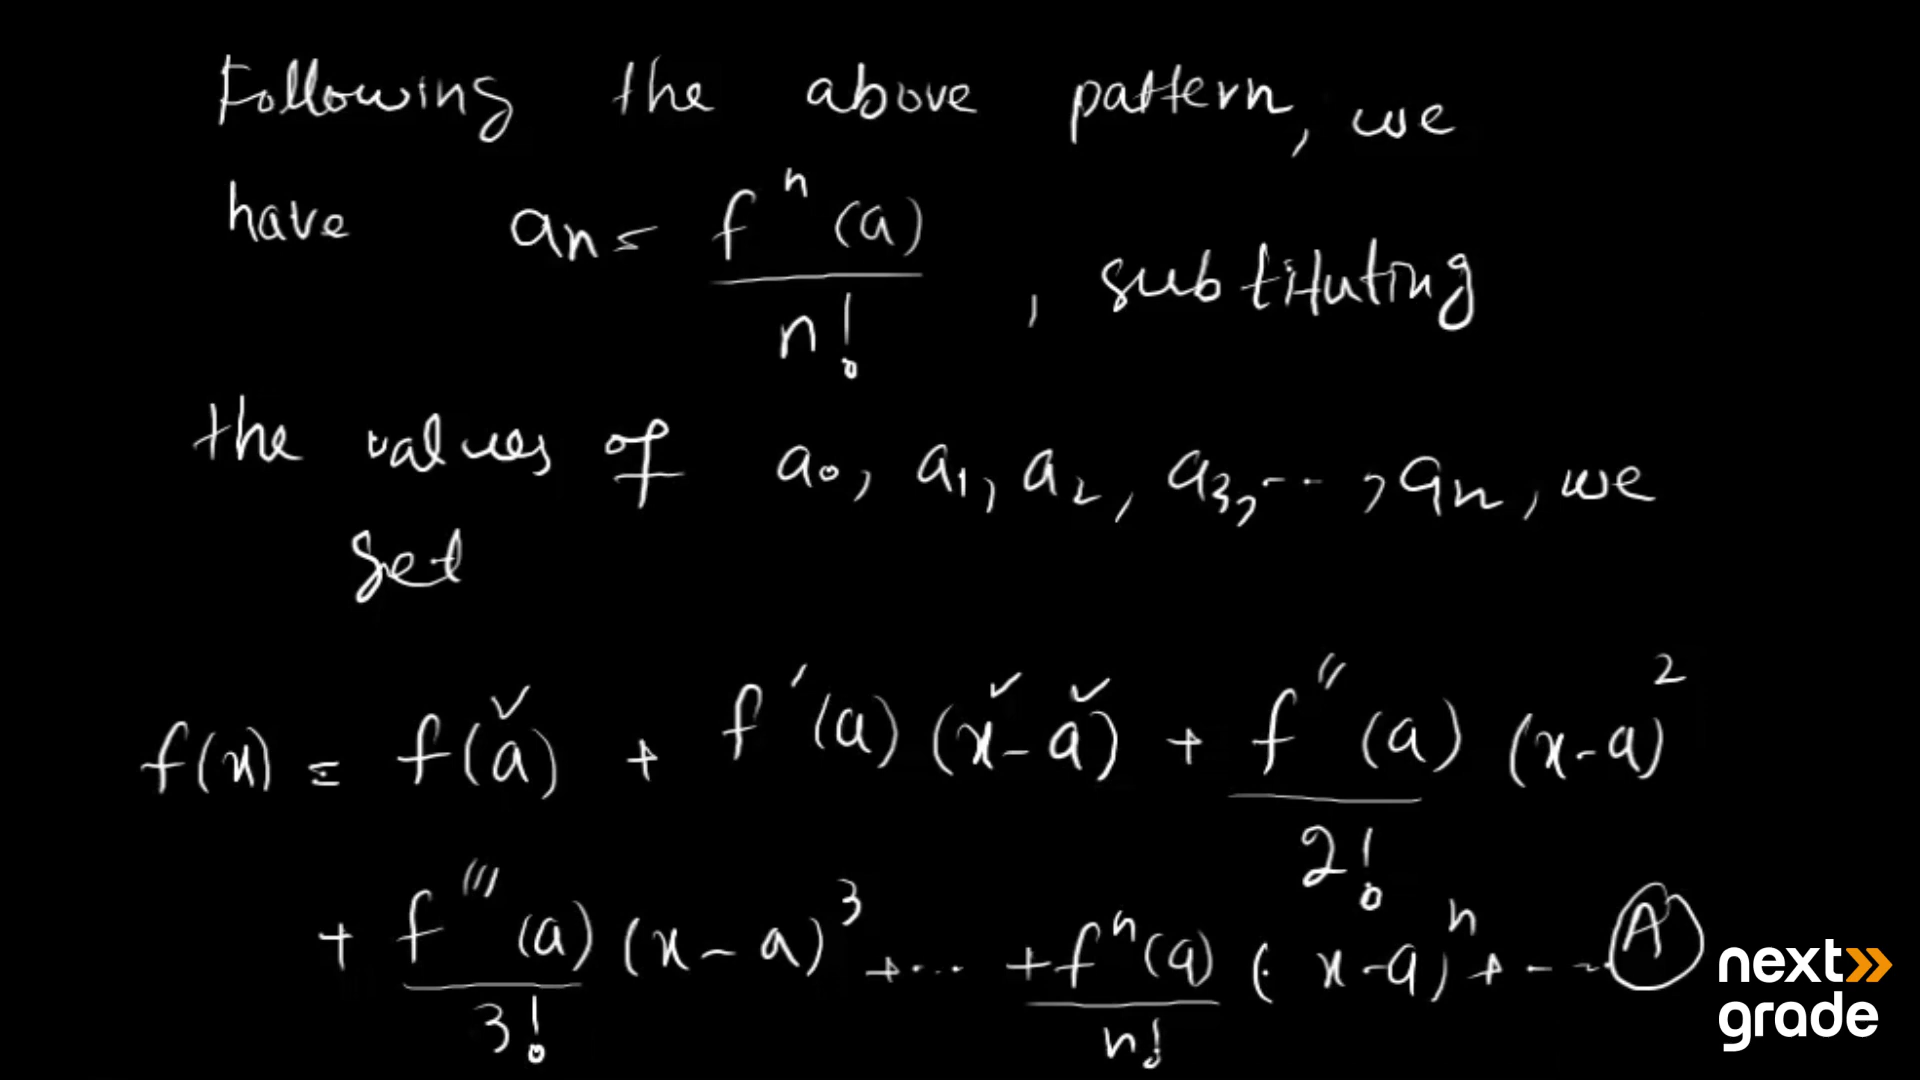 Following the above pattern, we
have an = fⁿ(a) / n! , substituting
the values of a₀, a₁, a₂, a₃, ..., aₙ, we
get
f(x) = f(a) + f'(a) (x-a) + f''(a) / 2! (x-a)²
+ f'''(a) / 3! (x-a)³ + ... + fⁿ(a) / n! (x-a)ⁿ + --- (A)
next»
grade